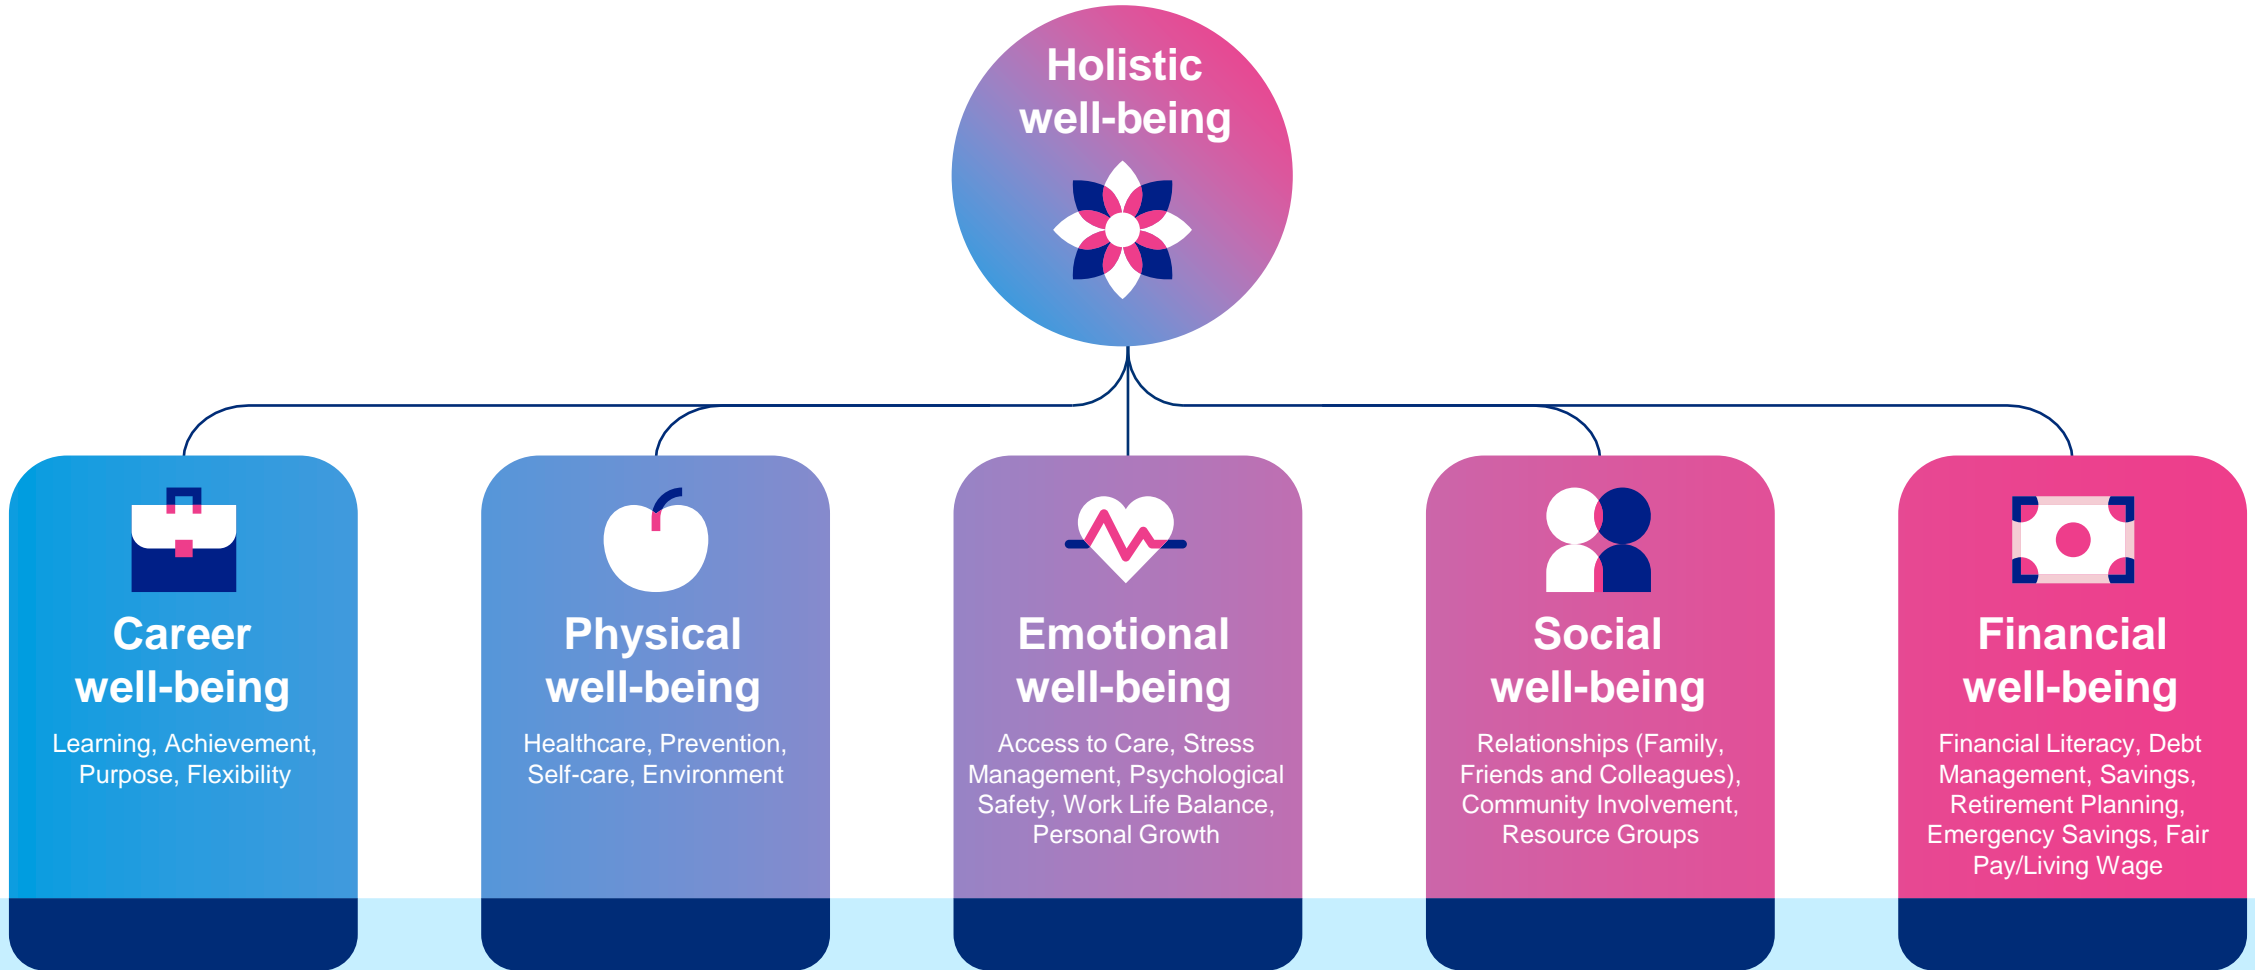 Holistic
well-being
Career
well-being
Learning, Achievement,
Purpose, Flexibility
Physical
well-being
Healthcare, Prevention,
Self-care, Environment
Emotional
well-being
Access to Care, Stress
Management, Psychological
Safety, Work Life Balance,
Personal Growth
Social
well-being
Relationships (Family,
Friends and Colleagues),
Community Involvement,
Resource Groups
Financial
well-being
Financial Literacy, Debt
Management, Savings,
Retirement Planning,
Emergency Savings, Fair
Pay/Living Wage